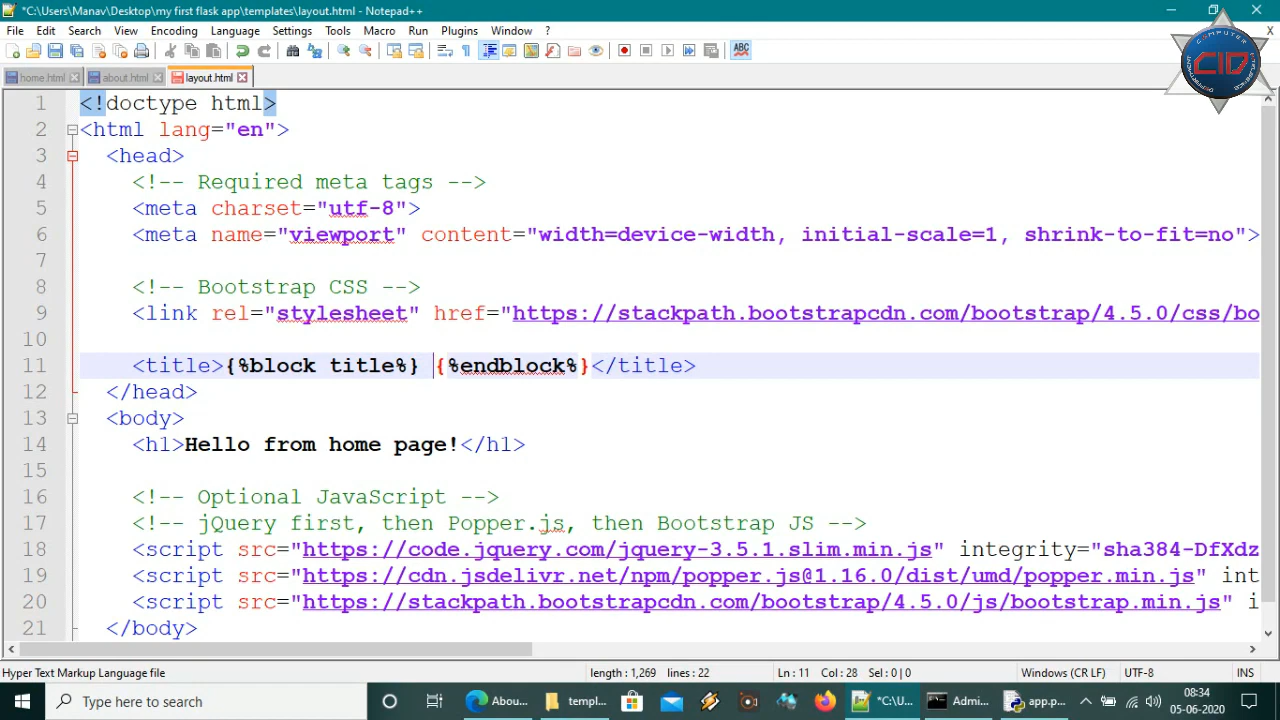 *C:\Users\Manav\Desktop\my first flask app\templates\layout.html - Notepad++
File Edit Search View Encoding Language Settings Tools Macro Run Plugins Window ? X
ABC
home.html about.html layout.html
COMPUTER
CID
1 <!doctype html>
2 <html lang="en">
3 <head>
4 <!-- Required meta tags -->
5 <meta charset="utf-8">
6 <meta name="viewport" content="width=device-width, initial-scale=1, shrink-to-fit=no">
7
8 <!-- Bootstrap CSS -->
9 <link rel="stylesheet" href="https://stackpath.bootstrapcdn.com/bootstrap/4.5.0/css/bo
10
11 <title>{%block title%} {%endblock%}</title>
12 </head>
13 <body>
14 <h1>Hello from home page!</h1>
15
16 <!-- Optional JavaScript -->
17 <!-- jQuery first, then Popper.js, then Bootstrap JS -->
18 <script src="https://code.jquery.com/jquery-3.5.1.slim.min.js" integrity="sha384-DfXdz
19 <script src="https://cdn.jsdelivr.net/npm/popper.js@1.16.0/dist/umd/popper.min.js" int
20 <script src="https://stackpath.bootstrapcdn.com/bootstrap/4.5.0/js/bootstrap.min.js" i
21 </body>
Hyper Text Markup Language file length : 1,269 lines : 22 Ln : 11 Col : 28 Sel : 0 | 0 Windows (CR LF) UTF-8 INS
Type here to search Abou... templ... *C:\U... Admi... app.p... 08:34
05-06-2020